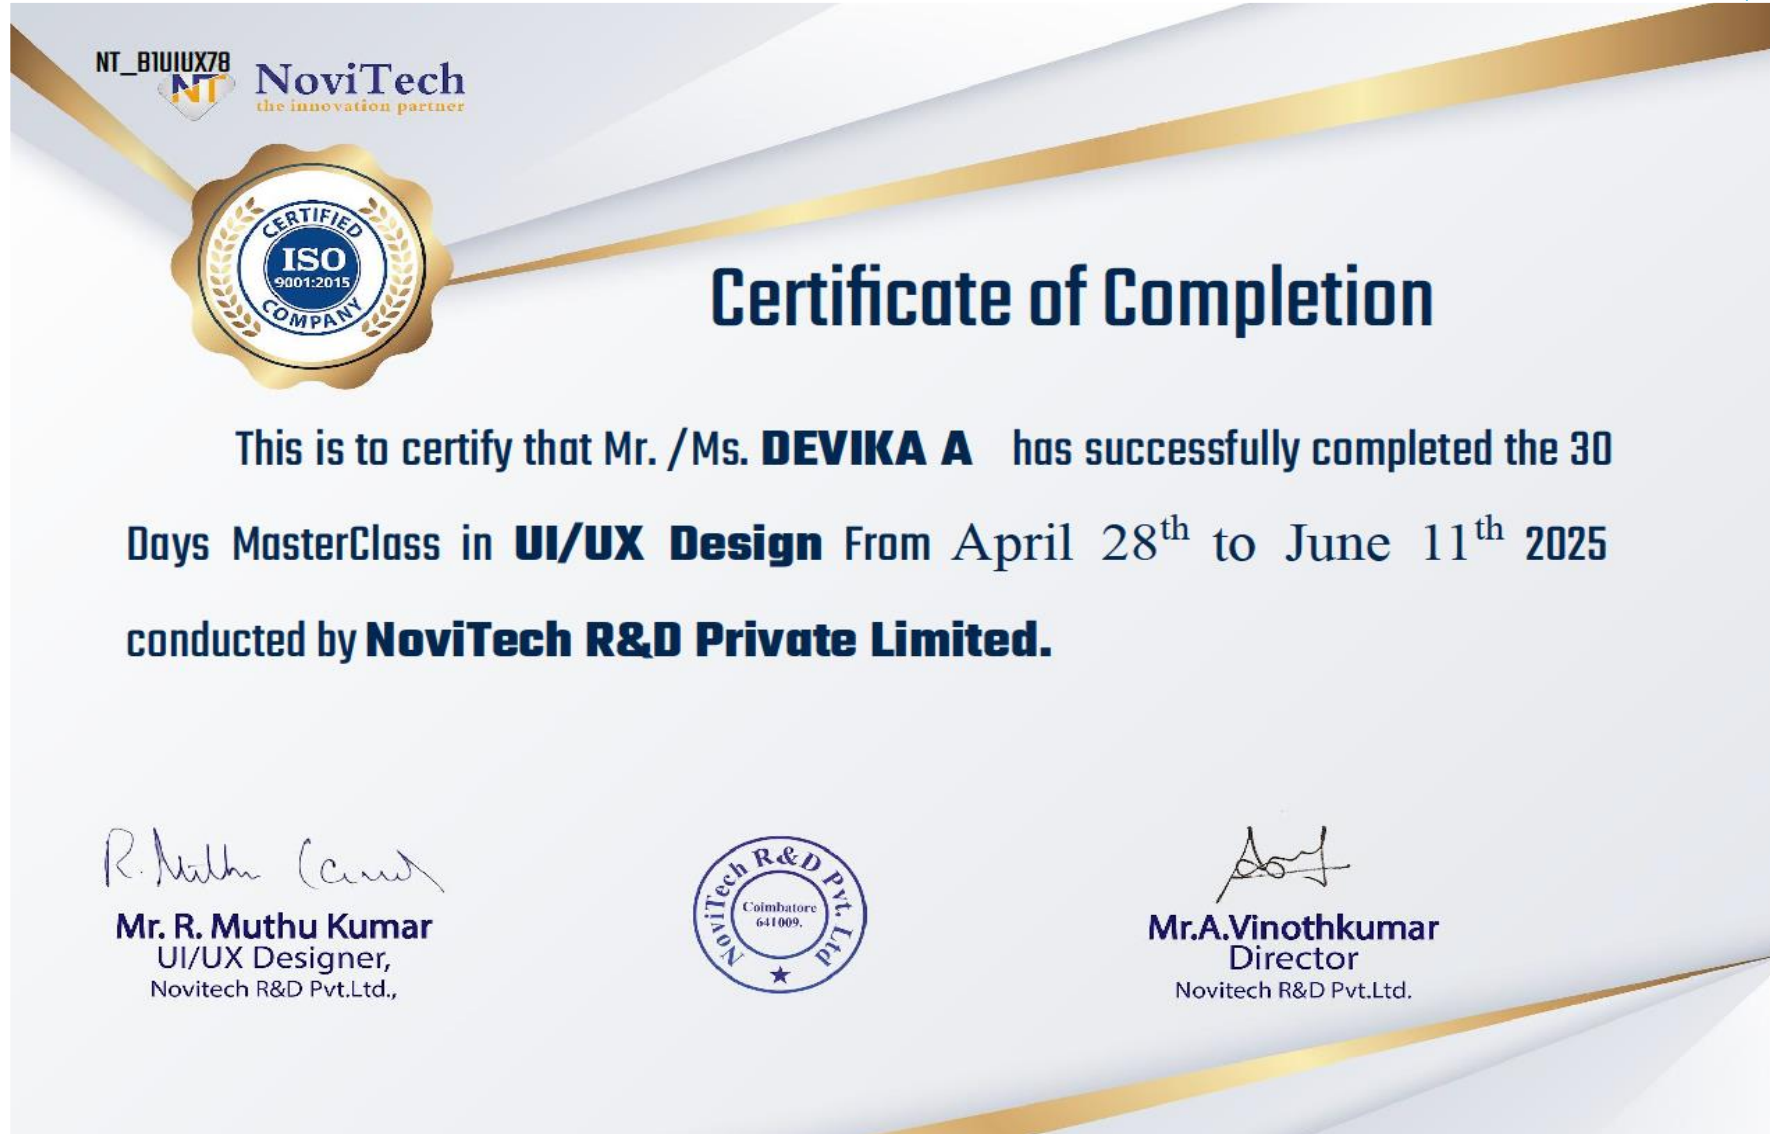 NT_B1UIUX78
NT
NoviTech
the innovation partner
CERTIFIED
ISO
9001:2015
COMPANY
Certificate of Completion
This is to certify that Mr. /Ms. DEVIKA A has successfully completed the 30
Days MasterClass in UI/UX Design From April 28th to June 11th 2025
conducted by NoviTech R&D Private Limited.
R. Muthu Kumar
Mr. R. Muthu Kumar
UI/UX Designer,
Novitech R&D Pvt.Ltd.,
NoviTech R&D Pvt. Ltd
Coimbatore
641009.
Mr.A.Vinothkumar
Director
Novitech R&D Pvt.Ltd.